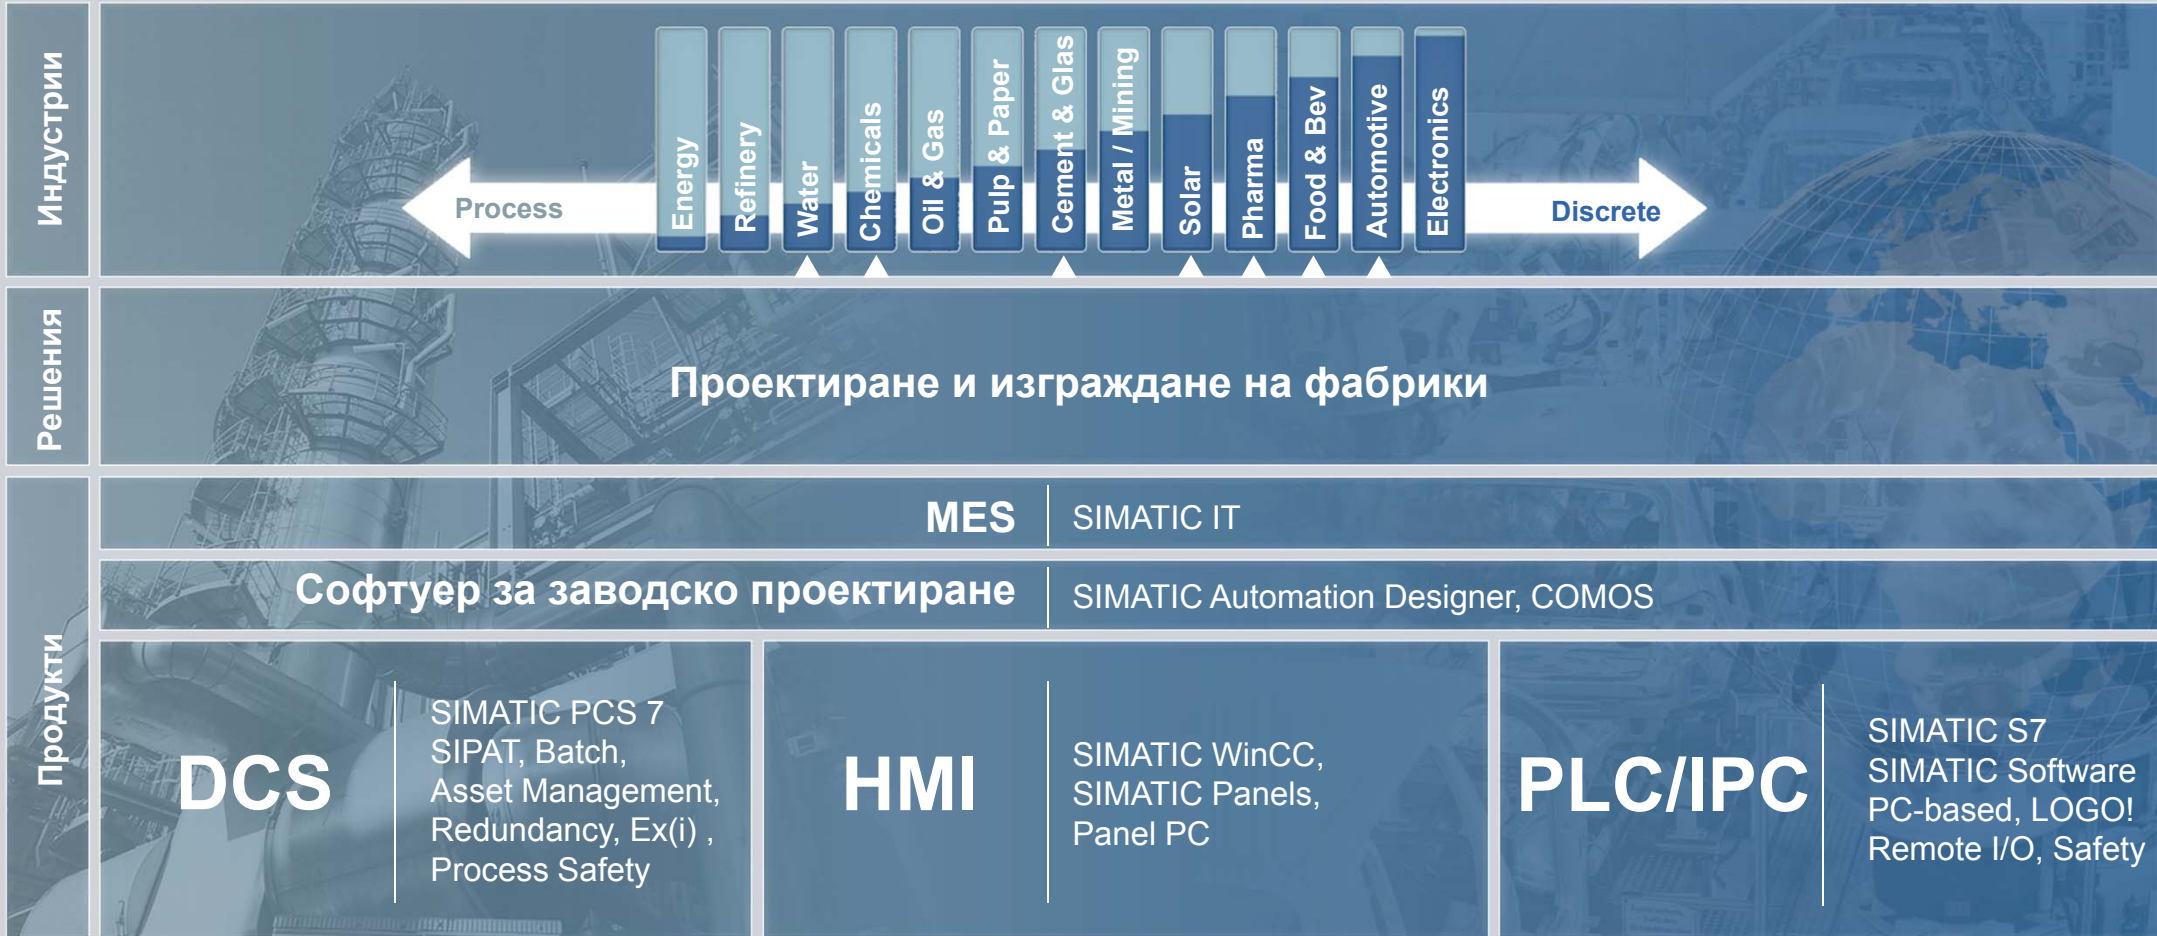 Индустрии
Process
Energy
Refinery
Water
Chemicals
Oil & Gas
Pulp & Paper
Cement & Glas
Metal / Mining
Solar
Pharma
Food & Bev
Automotive
Electronics
Discrete
Решения
Проектиране и изграждане на фабрики
Продукти
MES
SIMATIC IT
Софтуер за заводско проектиране
SIMATIC Automation Designer, COMOS
DCS
SIMATIC PCS 7
SIPAT, Batch,
Asset Management,
Redundancy, Ex(i) ,
Process Safety
HMI
SIMATIC WinCC,
SIMATIC Panels,
Panel PC
PLC/IPC
SIMATIC S7
SIMATIC Software
PC-based, LOGO!
Remote I/O, Safety